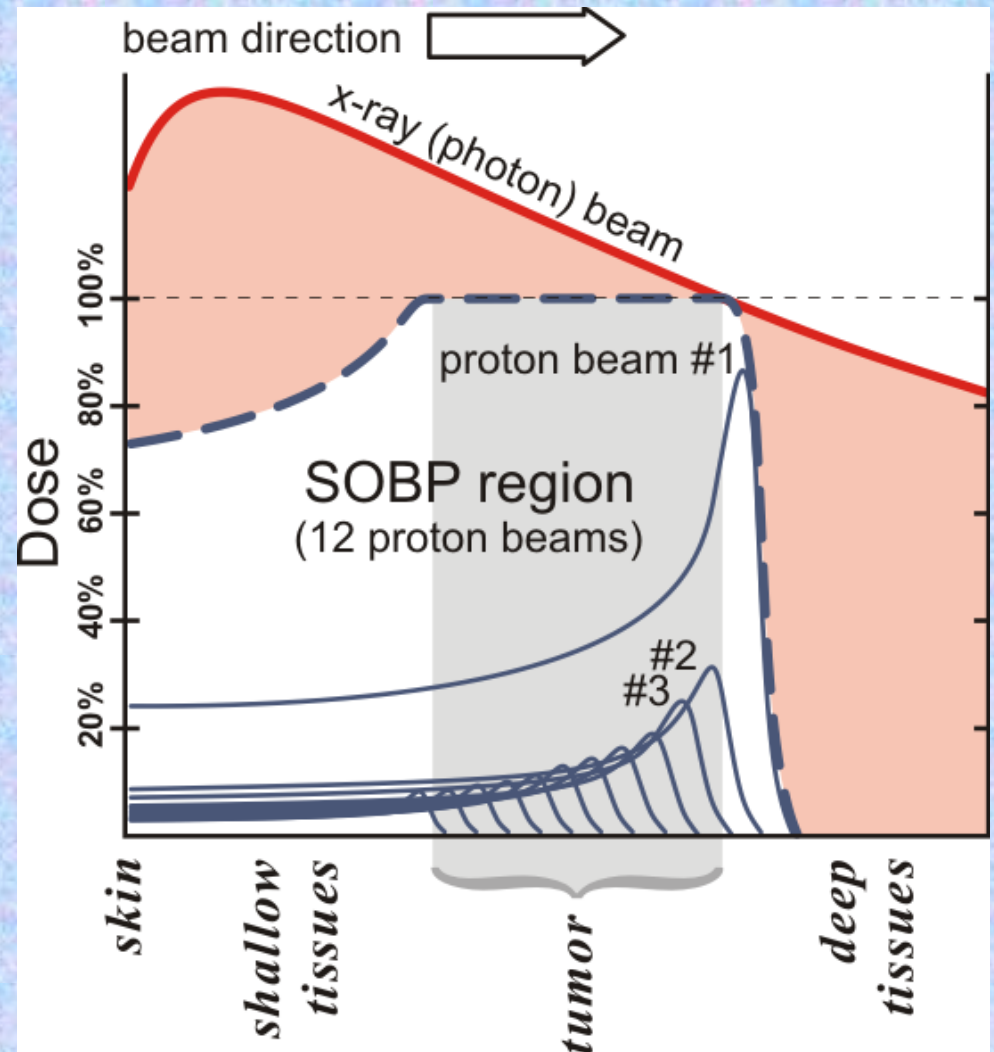 beam direction
x-ray (photon) beam
Dose
100%
80%
60%
40%
20%
proton beam #1
SOBP region
(12 proton beams)
#2
#3
skin
shallow
tissues
tumor
deep
tissues